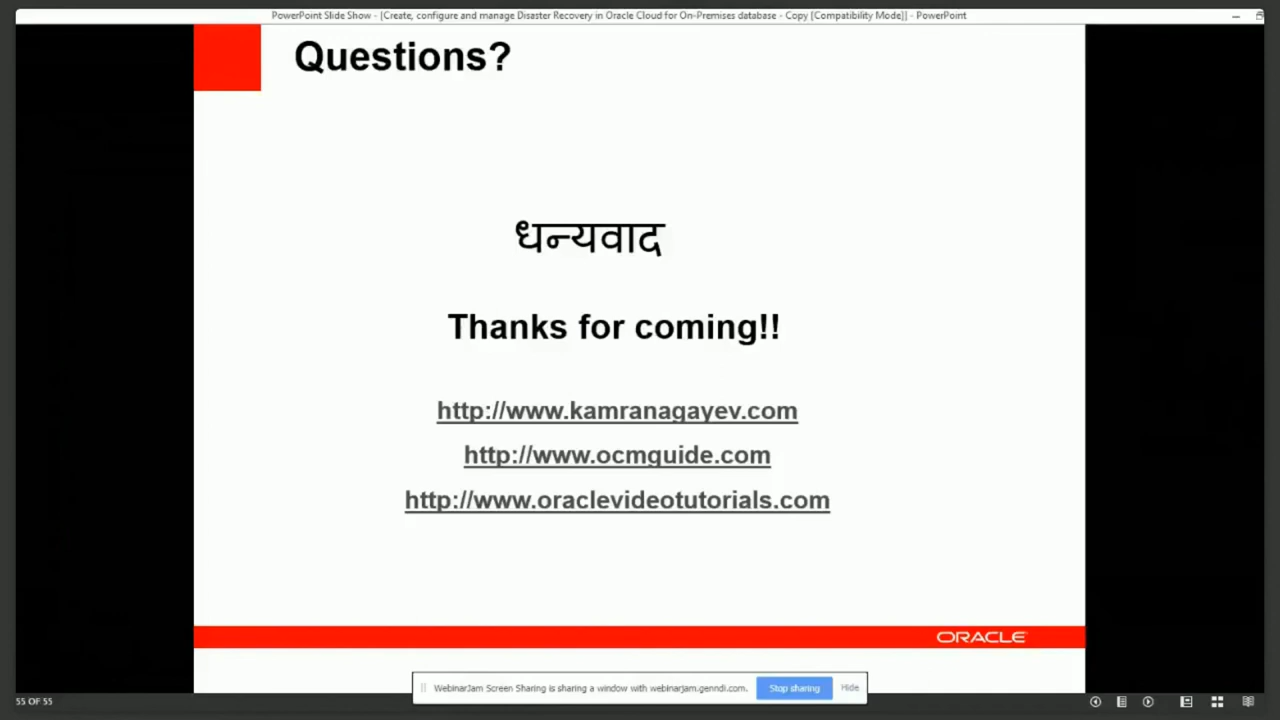 PowerPoint Slide Show - [Create, configure and manage Disaster Recovery in Oracle Cloud for On-Premises database - Copy [Compatibility Mode]] - PowerPoint
Questions?
धन्यवाद
Thanks for coming!!
http://www.kamranagayev.com
http://www.ocmguide.com
http://www.oraclevideotutorials.com
ORACLE
WebinarJam Screen Sharing is sharing a window with webinarjam.genndi.com.
Stop sharing
Hide
55 OF 55